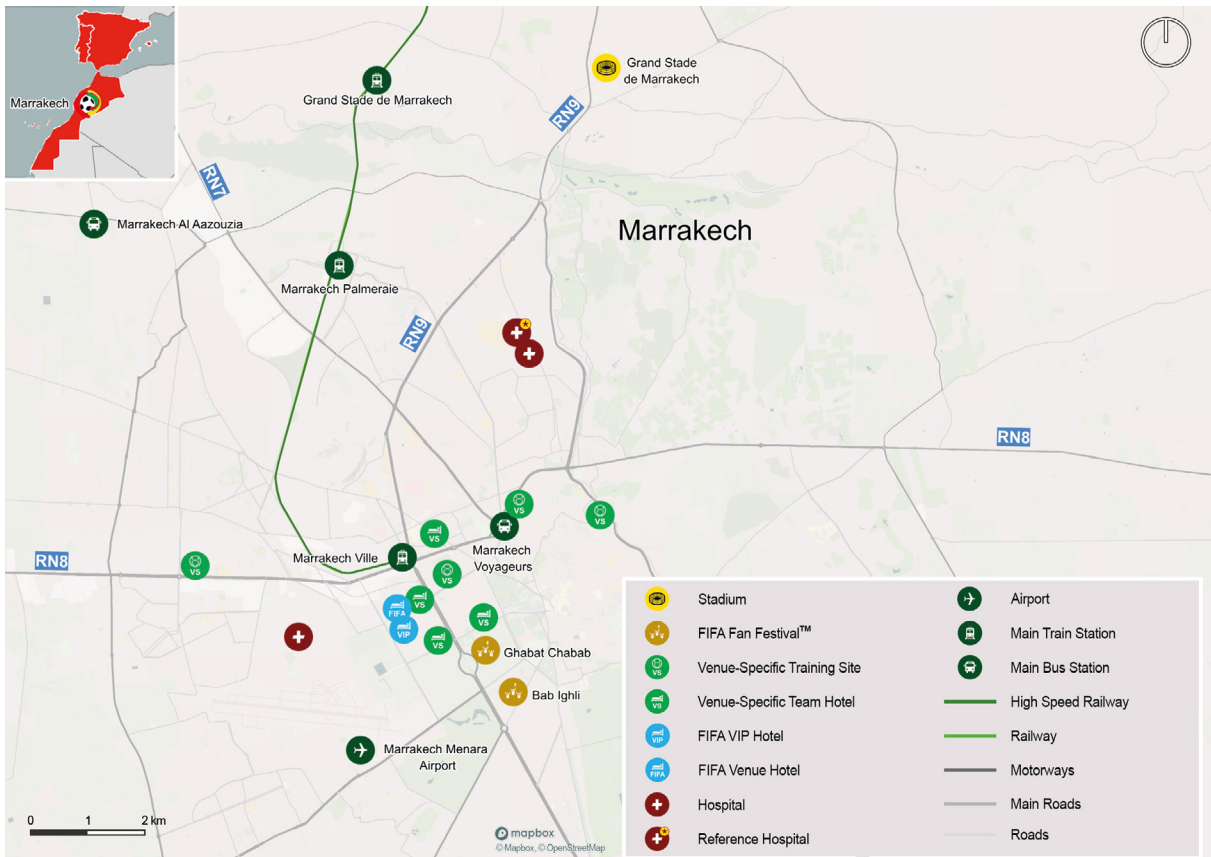 Marrakech
Grand Stade de Marrakech
RN7
RN9
Grand Stade
de Marrakech
Marrakech Al Aazouzia
Marrakech
Marrakech Palmeraie
RN9
RN8
RN8
VS
VS
VS
VS
VS
VS
VS
VS
Marrakech Ville
Marrakech
Voyageurs
FIFA
VIP
Ghabat Chabab
Bab Ighli
Marrakech Menara
Airport
0 1 2 km
mapbox
© Mapbox, © OpenStreetMap
Stadium
FIFA Fan Festival™
VS Venue-Specific Training Site
VS Venue-Specific Team Hotel
VIP FIFA VIP Hotel
FIFA FIFA Venue Hotel
Hospital
Reference Hospital
Airport
Main Train Station
Main Bus Station
High Speed Railway
Railway
Motorways
Main Roads
Roads